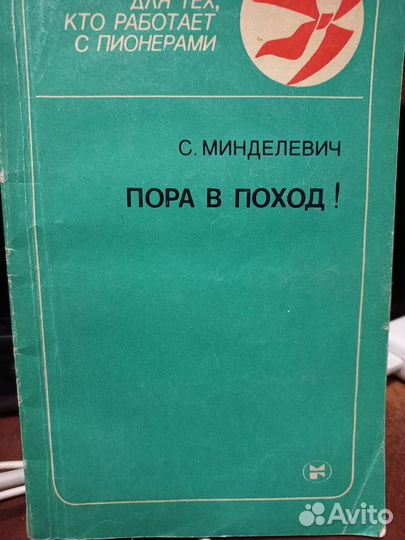 ДЛЯ ТЕХ,
КТО РАБОТАЕТ
С ПИОНЕРАМИ
С. МИНДЕЛЕВИЧ
ПОРА В ПОХОД!
Avito